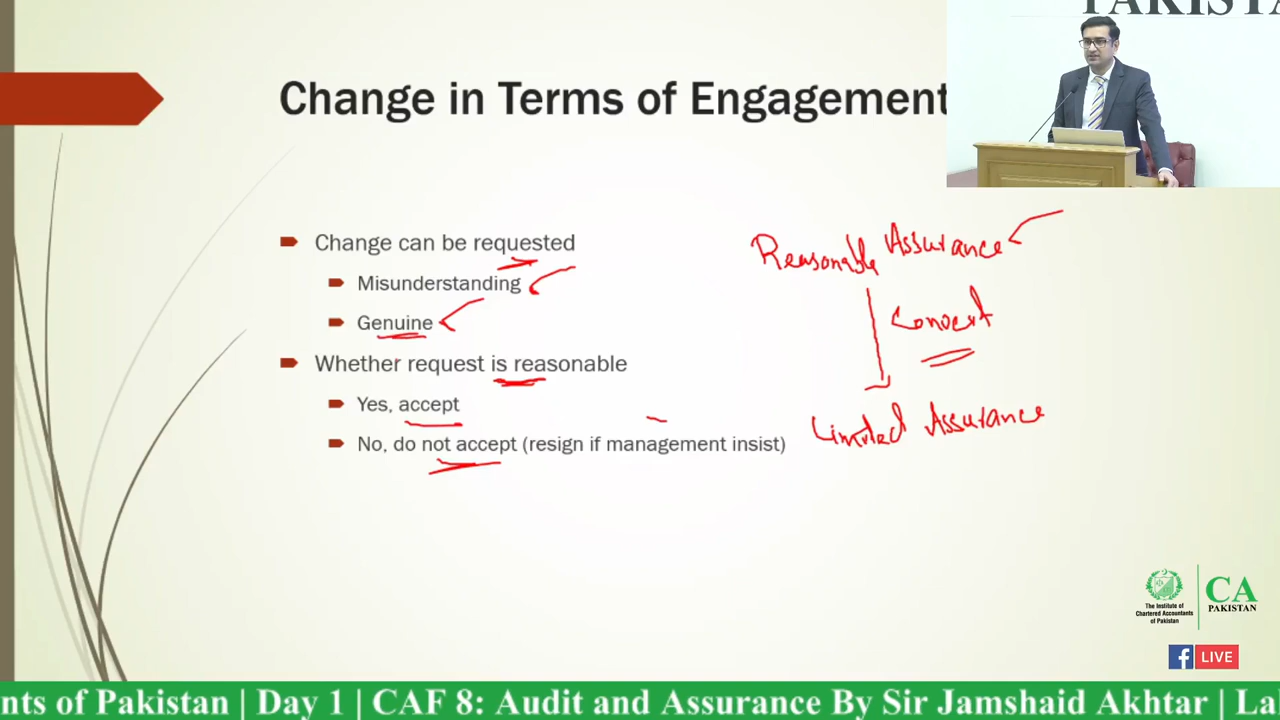 PAKISTAN
Change in Terms of Engagement
Change can be requested
Misunderstanding
Genuine
Whether request is reasonable
Yes, accept
No, do not accept (resign if management insist)
Reasonable Assurance
Convert
Limited Assurance
The Institute of
Chartered Accountants
of Pakistan
CA
PAKISTAN
f LIVE
nts of Pakistan | Day 1 | CAF 8: Audit and Assurance By Sir Jamshaid Akhtar | La